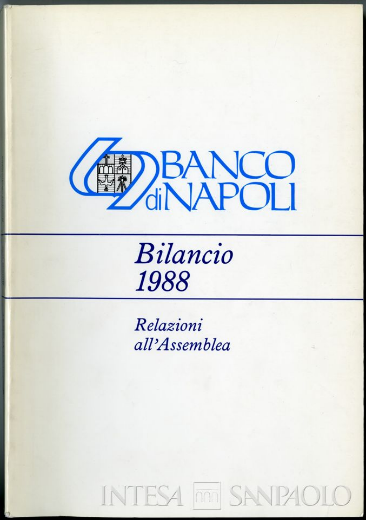 BANCO
di NAPOLI
Bilancio
1988
Relazioni
all'Assemblea
INTESA SANPAOLO